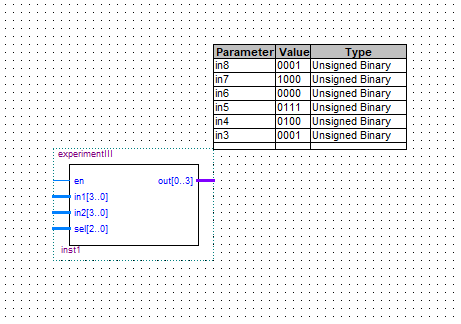 Parameter Value Type
in8 0001 Unsigned Binary
in7 1000 Unsigned Binary
in6 0000 Unsigned Binary
in5 0111 Unsigned Binary
in4 0100 Unsigned Binary
in3 0001 Unsigned Binary
experimentIII
en out[0..3]
in1[3..0]
in2[3..0]
sel[2..0]
inst1